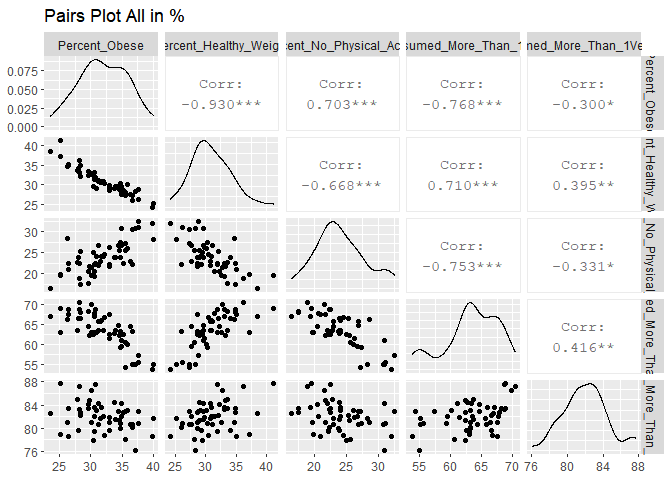 Pairs Plot All in %
Percent_Obese
ercent_Healthy_Weig
cent_No_Physical_Ac
sumed_More_Than_1
med_More_Than_1Ve
0.075
0.050
0.025
0.000
Corr:
-0.930***
Corr:
0.703***
Corr:
-0.768***
Corr:
-0.300*
Percent_Obese
40
35
30
25
Corr:
-0.668***
Corr:
0.710***
Corr:
0.395**
nt_Healthy_W
30
25
20
Corr:
-0.753***
Corr:
-0.331*
_No_Physical
70
65
60
55
Corr:
0.416**
ed_More_Tha
88
84
80
76
_More_Than
25 30 35 40
25 30 35 40
20 25 30
55 60 65 70
76 80 84 88